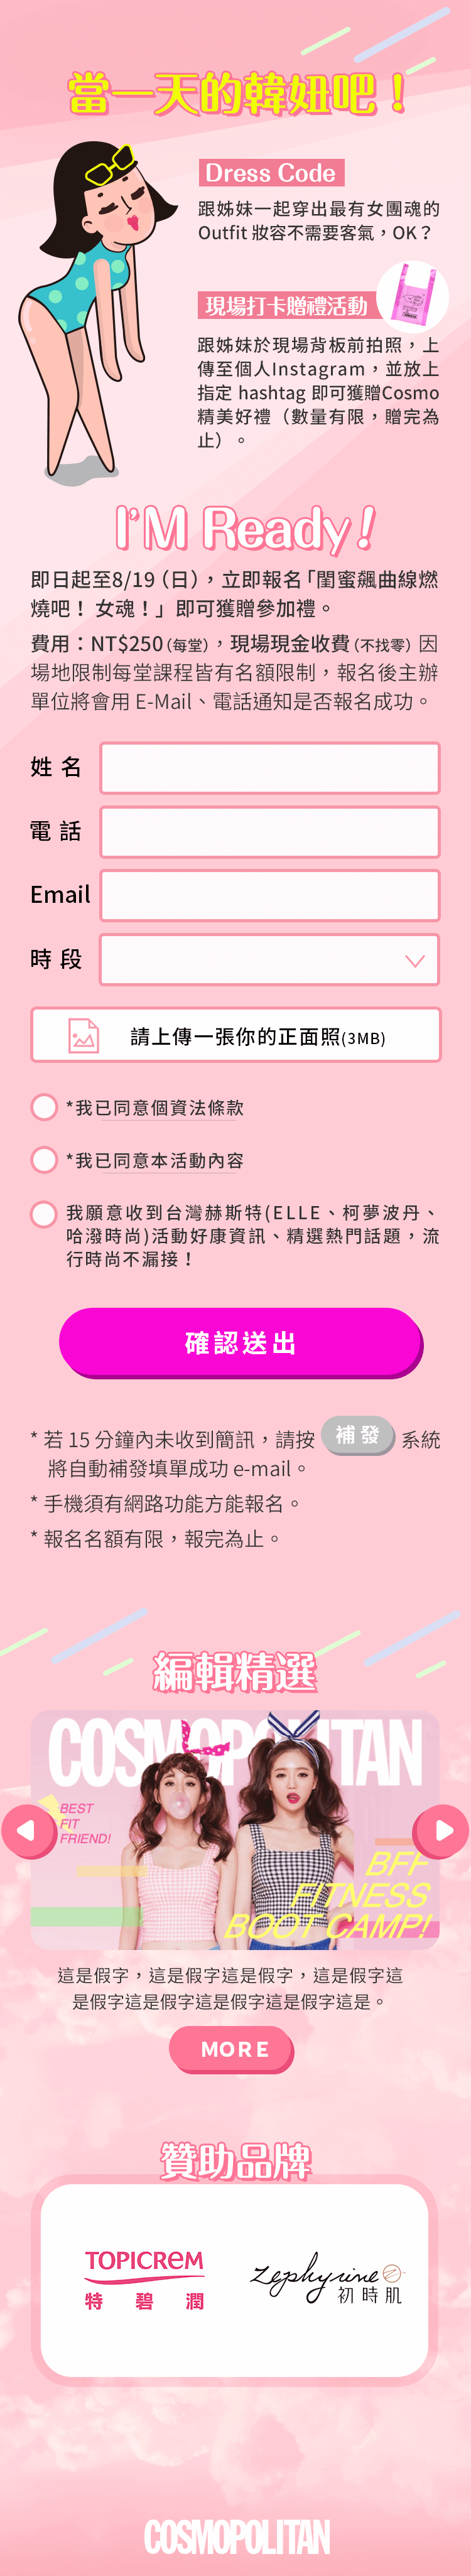 當一天的韓妞吧！
Dress Code
跟姊妹一起穿出最有女團魂的
Outfit 妝容不需要客氣，OK？
現場打卡贈禮活動
跟姊妹於現場背板前拍照，上
傳至個人Instagram，並放上
指定 hashtag 即可獲贈Cosmo
精美好禮（數量有限，贈完為
止）。
I'M Ready!
即日起至8/19（日），立即報名「閨蜜飆曲線燃
燒吧！ 女魂！」即可獲贈參加禮。
費用：NT$250（每堂），現場現金收費（不找零）因
場地限制每堂課程皆有名額限制，報名後主辦
單位將會用 E-Mail、電話通知是否報名成功。
姓 名
電 話
Email
時 段
請上傳一張你的正面照(3MB)
*我已同意個資法條款
*我已同意本活動內容
我願意收到台灣赫斯特(ELLE、柯夢波丹、
哈潑時尚)活動好康資訊、精選熱門話題，流
行時尚不漏接！
確認送出
* 若 15 分鐘內未收到簡訊，請按 補發 系統
將自動補發填單成功 e-mail。
* 手機須有網路功能方能報名。
* 報名名額有限，報完為止。
編輯精選
COSMOPOLITAN
BEST
FIT
FRIEND!
BFF
FITNESS
BOOT CAMP!
這是假字，這是假字這是假字，這是假字這
是假字這是假字這是假字這是假字這是。
MORE
贊助品牌
TOPICREM
特 碧 潤
Zephyrine
初時肌
COSMOPOLITAN